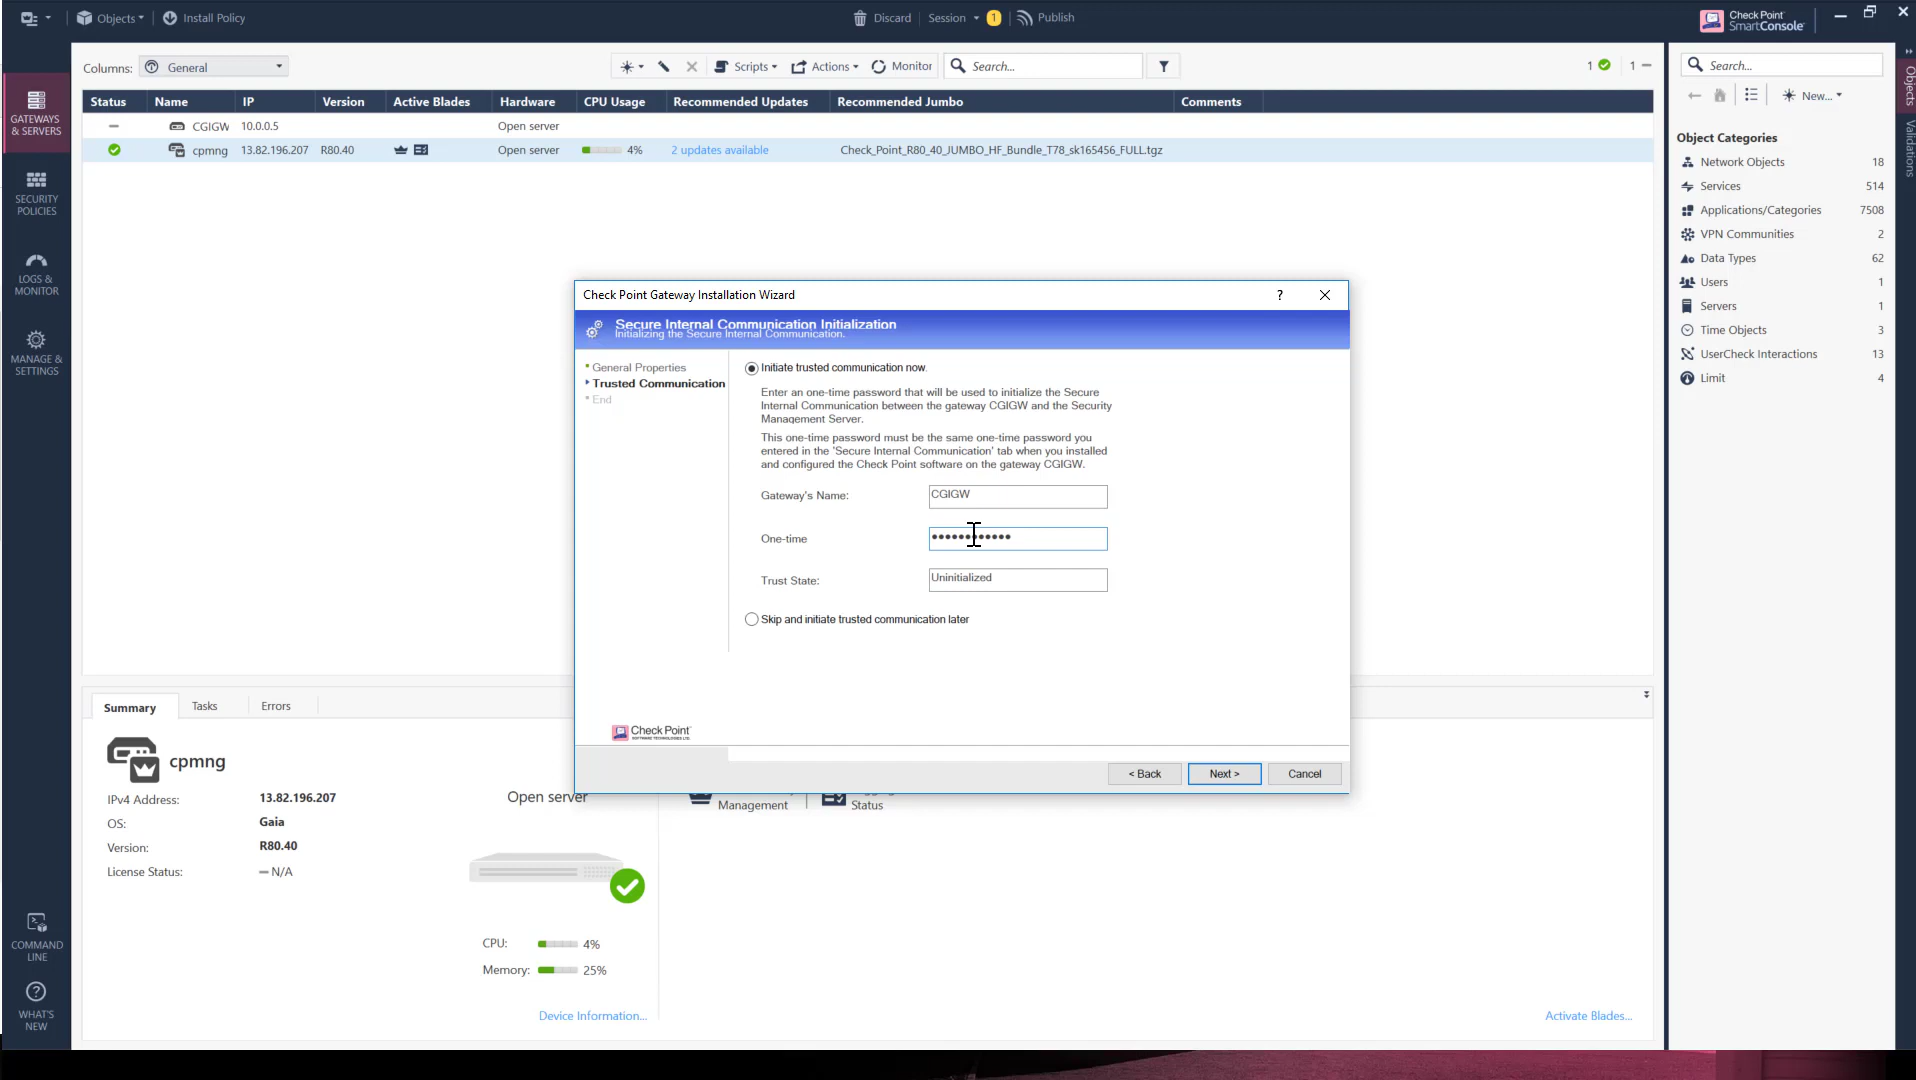 Objects
Install Policy
Discard
Session
1
Publish
Check Point
SmartConsole
GATEWAYS
& SERVERS
SECURITY
POLICIES
LOGS &
MONITOR
MANAGE &
SETTINGS
COMMAND
LINE
WHAT'S
NEW
Columns:
General
Scripts
Actions
Monitor
Search...
1
1
Status Name IP Version Active Blades Hardware CPU Usage Recommended Updates Recommended Jumbo Comments
CGIGW 10.0.0.5 Open server
cpmng 13.82.196.207 R80.40 Open server 4% 2 updates available Check_Point_R80_40_JUMBO_HF_Bundle_T78_sk165456_FULL.tgz
Check Point Gateway Installation Wizard
?
Secure Internal Communication Initialization
Initializing the Secure Internal Communication.
General Properties
Trusted Communication
End
Initiate trusted communication now.
Enter an one-time password that will be used to initialize the Secure
Internal Communication between the gateway CGIGW and the Security
Management Server.
This one-time password must be the same one-time password you
entered in the 'Secure Internal Communication' tab when you installed
and configured the Check Point software on the gateway CGIGW.
Gateway's Name: CGIGW
One-time ••••••••••••
Trust State: Uninitialized
Skip and initiate trusted communication later
Check Point
SOFTWARE TECHNOLOGIES LTD.
< Back
Next >
Cancel
Summary
Tasks
Errors
cpmng
IPv4 Address: 13.82.196.207
OS: Gaia
Version: R80.40
License Status: N/A
Open server
CPU: 4%
Memory: 25%
Device Information...
Management
Status
Activate Blades...
Search...
New...
Object Categories
Network Objects 18
Services 514
Applications/Categories 7508
VPN Communities 2
Data Types 62
Users 1
Servers 1
Time Objects 3
UserCheck Interactions 13
Limit 4
Objects
Validations